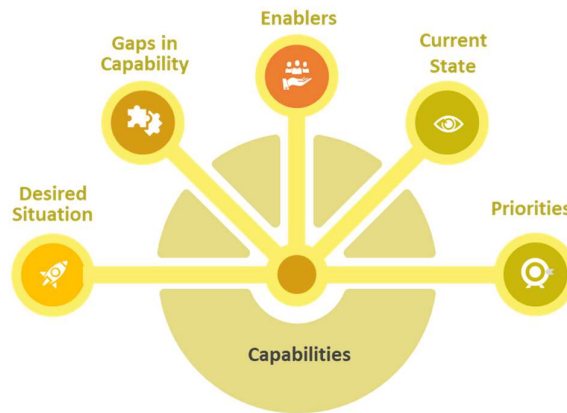 Enablers
Gaps in
Capability
Current
State
Desired
Situation
Priorities
Capabilities